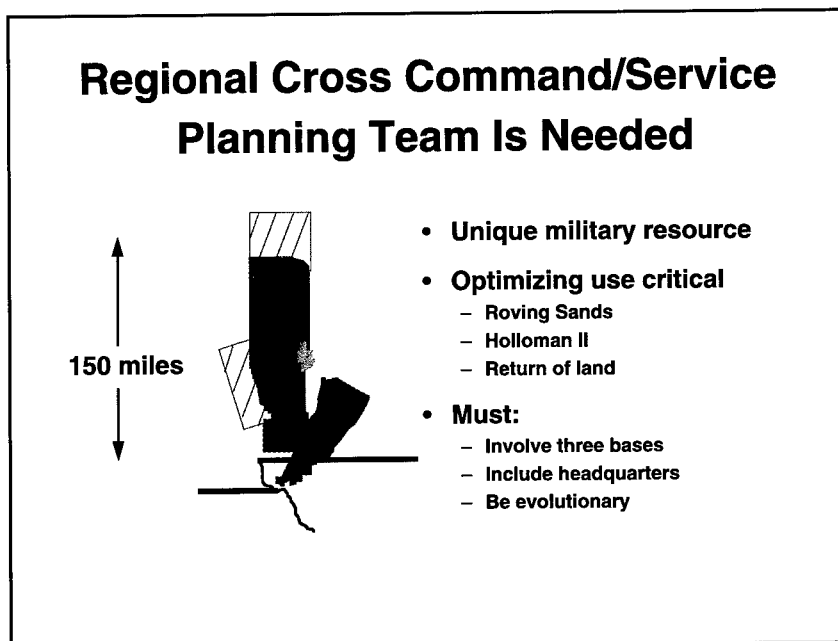 Regional Cross Command/Service
Planning Team Is Needed
150 miles
• Unique military resource
• Optimizing use critical
– Roving Sands
– Holloman II
– Return of land
• Must:
– Involve three bases
– Include headquarters
– Be evolutionary